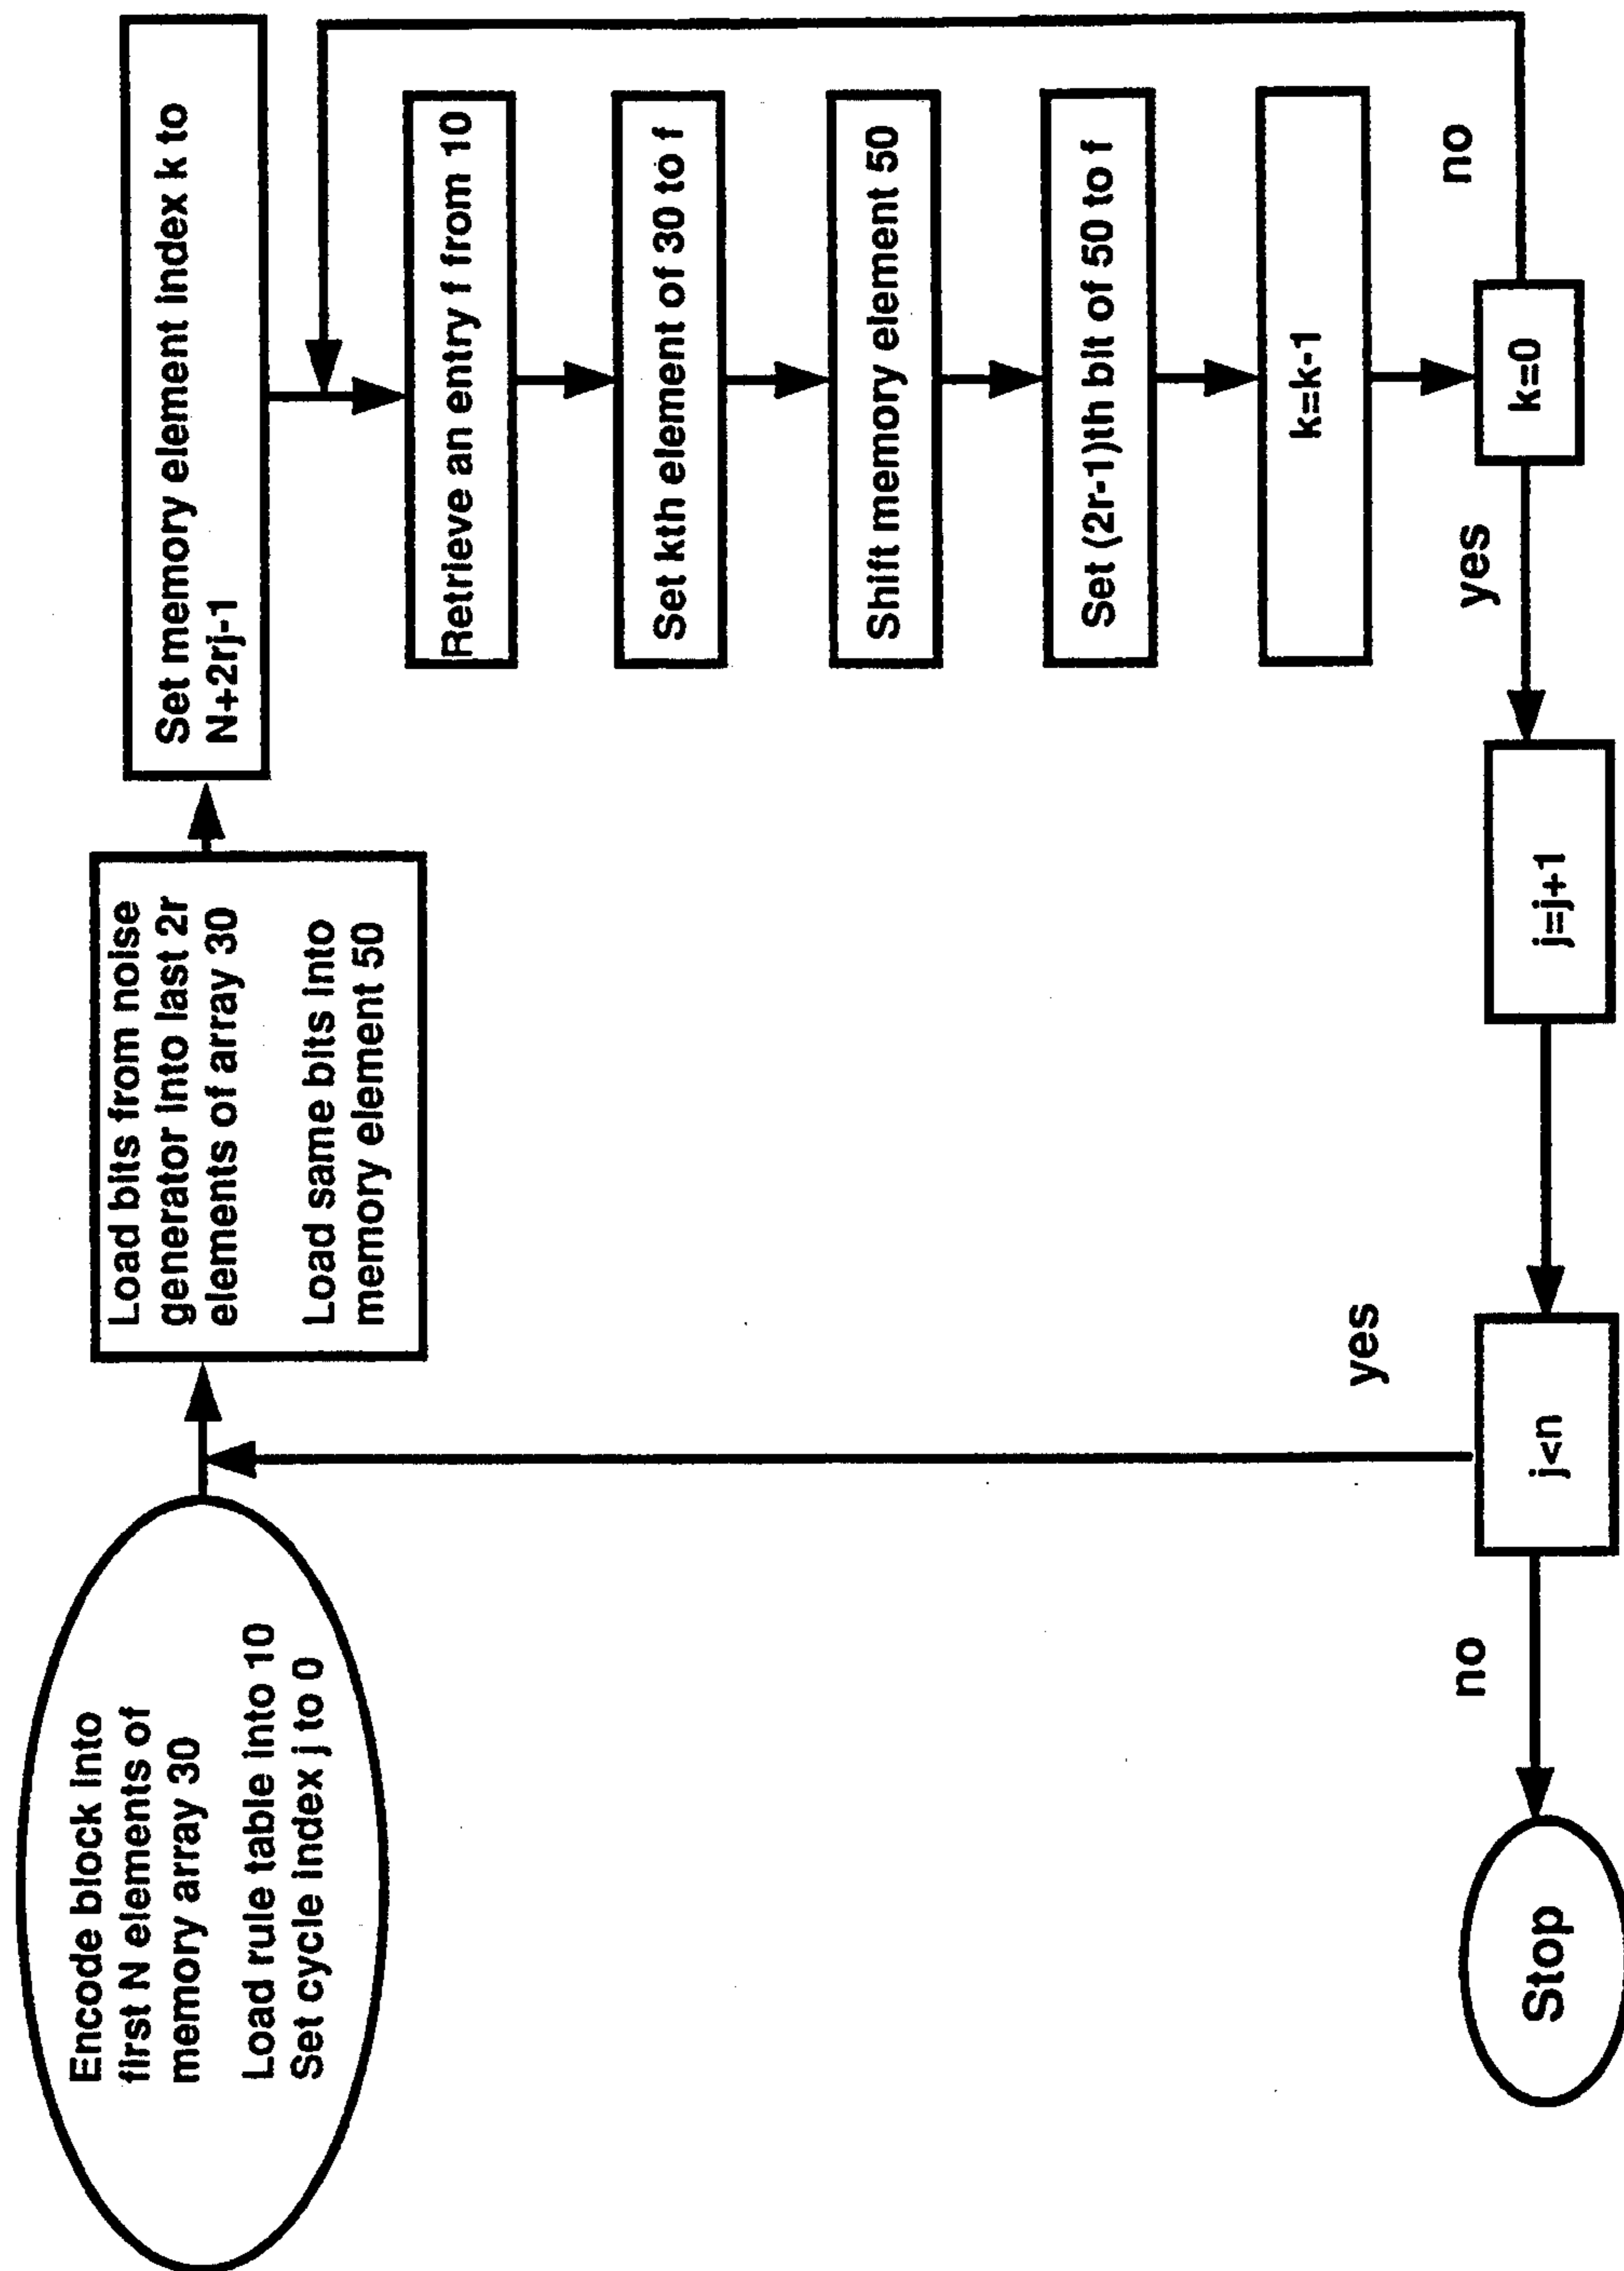 Encode block into
first N elements of
memory array 30
Load rule table into 10
Set cycle index j to 0
Load bits from noise
generator into last 2r
elements of array 30
Load same bits into
memory element 50
Set memory element index k to
N+2rj-1
Retrieve an entry f from 10
Set kth element of 30 to f
Shift memory element 50
Set (2r-1)th bit of 50 to f
k=k-1
k=0
no
yes
j=j+1
j<n
yes
no
Stop